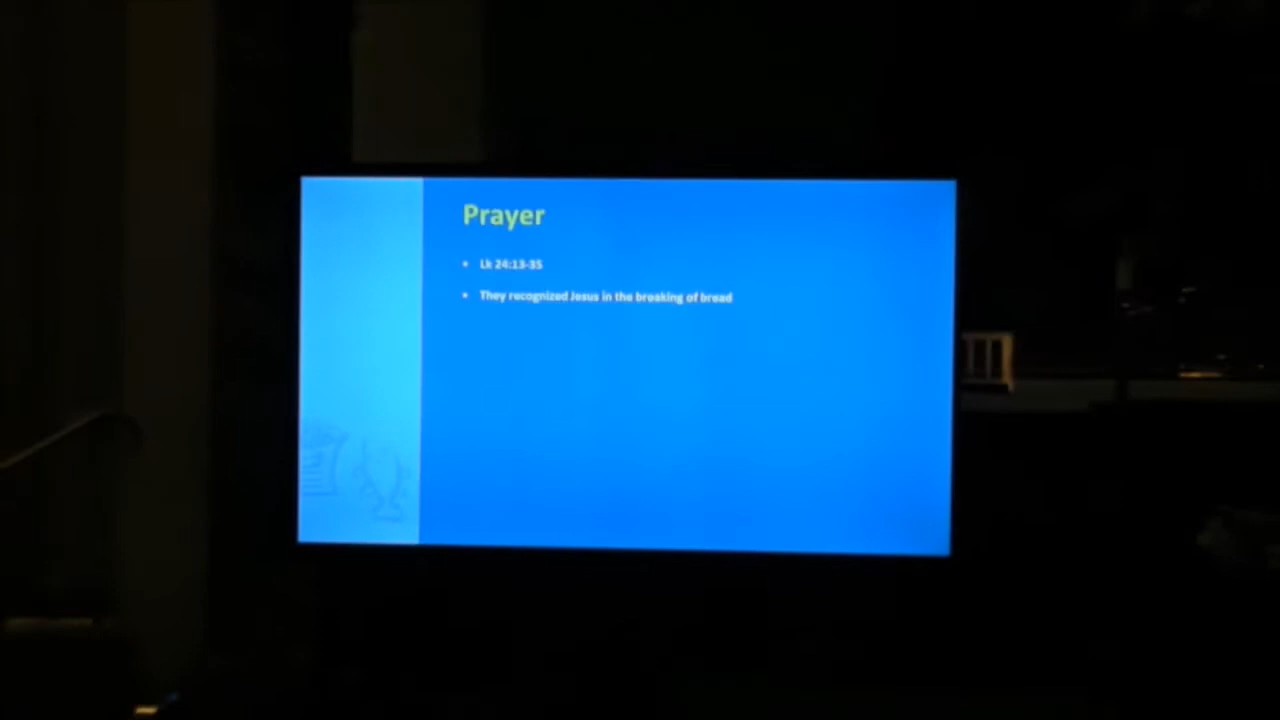 Prayer
• Lk 24:13-35
• They recognized Jesus in the breaking of bread